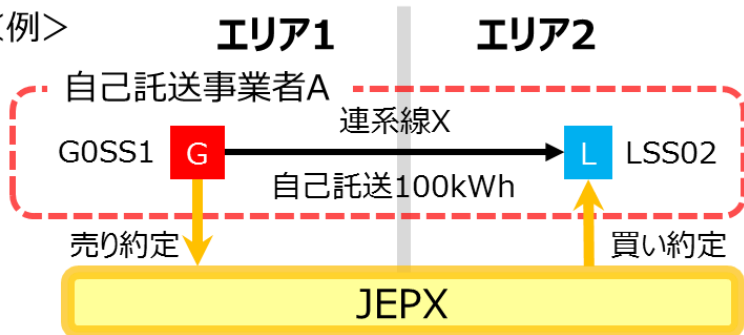 <例>
エリア1 エリア2
自己託送事業者A
連系線X
G0SS1 G L LSS02
自己託送100kWh
売り約定 買い約定
JEPX